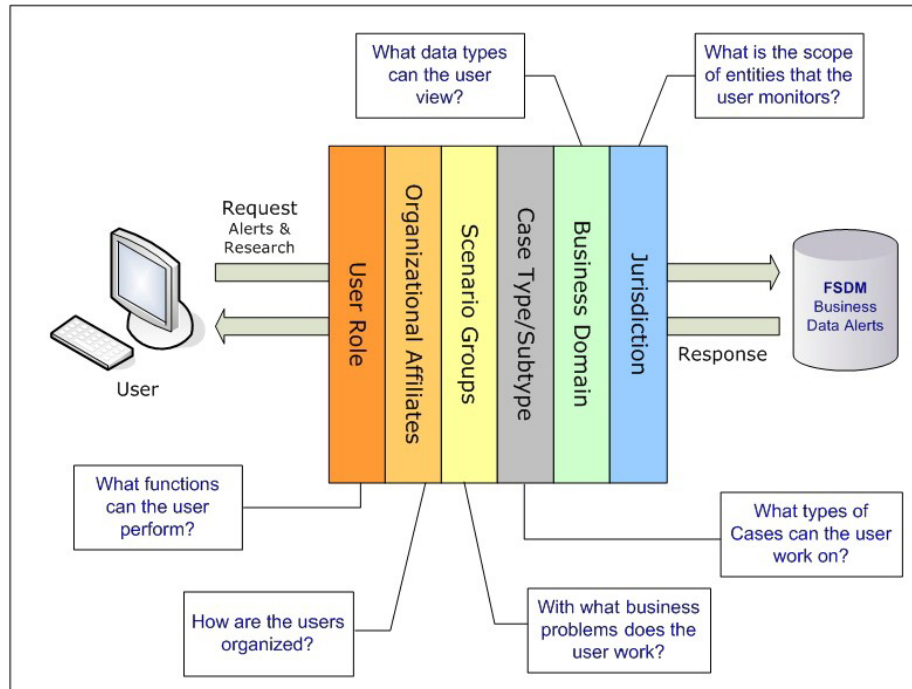 What data types
can the user
view?
What is the scope
of entities that the
user monitors?
Request
Alerts &
Research
User
User Role
Organizational Affiliates
Scenario Groups
Case Type/Subtype
Business Domain
Jurisdiction
Response
FSDM
Business
Data Alerts
What functions
can the user
perform?
How are the users
organized?
With what business
problems does the
user work?
What types of
Cases can the user
work on?